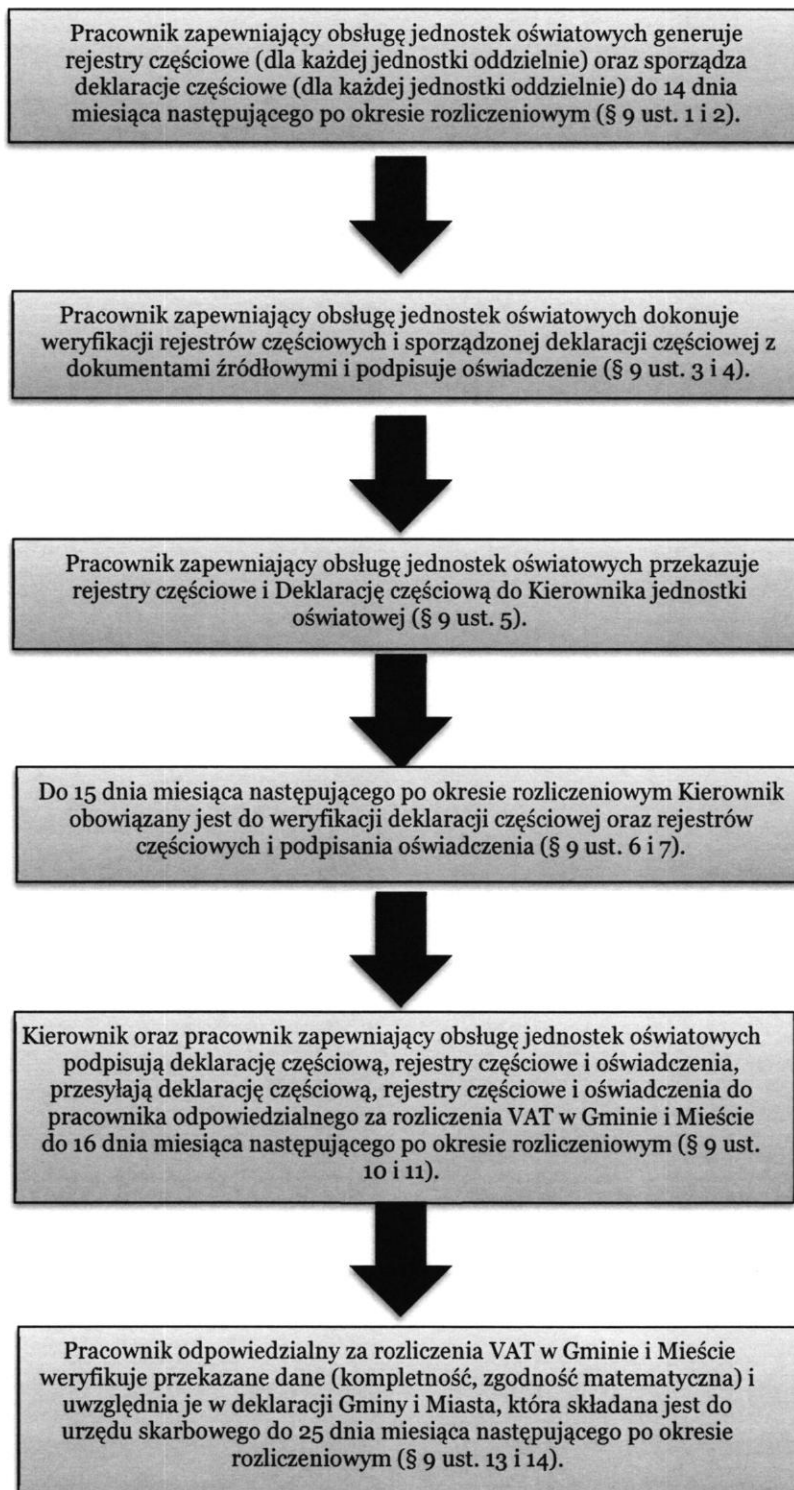 Pracownik zapewniający obsługę jednostek oświatowych generuje
rejestry częściowe (dla każdej jednostki oddzielnie) oraz sporządza
deklaracje częściowe (dla każdej jednostki oddzielnie) do 14 dnia
miesiąca następującego po okresie rozliczeniowym (§ 9 ust. 1 i 2).
Pracownik zapewniający obsługę jednostek oświatowych dokonuje
weryfikacji rejestrów częściowych i sporządzonej deklaracji częściowej z
dokumentami źródłowymi i podpisuje oświadczenie (§ 9 ust. 3 i 4).
Pracownik zapewniający obsługę jednostek oświatowych przekazuje
rejestry częściowe i Deklarację częściową do Kierownika jednostki
oświatowej (§ 9 ust. 5).
Do 15 dnia miesiąca następującego po okresie rozliczeniowym Kierownik
obowiązany jest do weryfikacji deklaracji częściowej oraz rejestrów
częściowych i podpisania oświadczenia (§ 9 ust. 6 i 7).
Kierownik oraz pracownik zapewniający obsługę jednostek oświatowych
podpisują deklarację częściową, rejestry częściowe i oświadczenia,
przesyłają deklarację częściową, rejestry częściowe i oświadczenia do
pracownika odpowiedzialnego za rozliczenia VAT w Gminie i Mieście
do 16 dnia miesiąca następującego po okresie rozliczeniowym (§ 9 ust.
10 i 11).
Pracownik odpowiedzialny za rozliczenia VAT w Gminie i Mieście
weryfikuje przekazane dane (kompletność, zgodność matematyczna) i
uwzględnia je w deklaracji Gminy i Miasta, która składana jest do
urzędu skarbowego do 25 dnia miesiąca następującego po okresie
rozliczeniowym (§ 9 ust. 13 i 14).